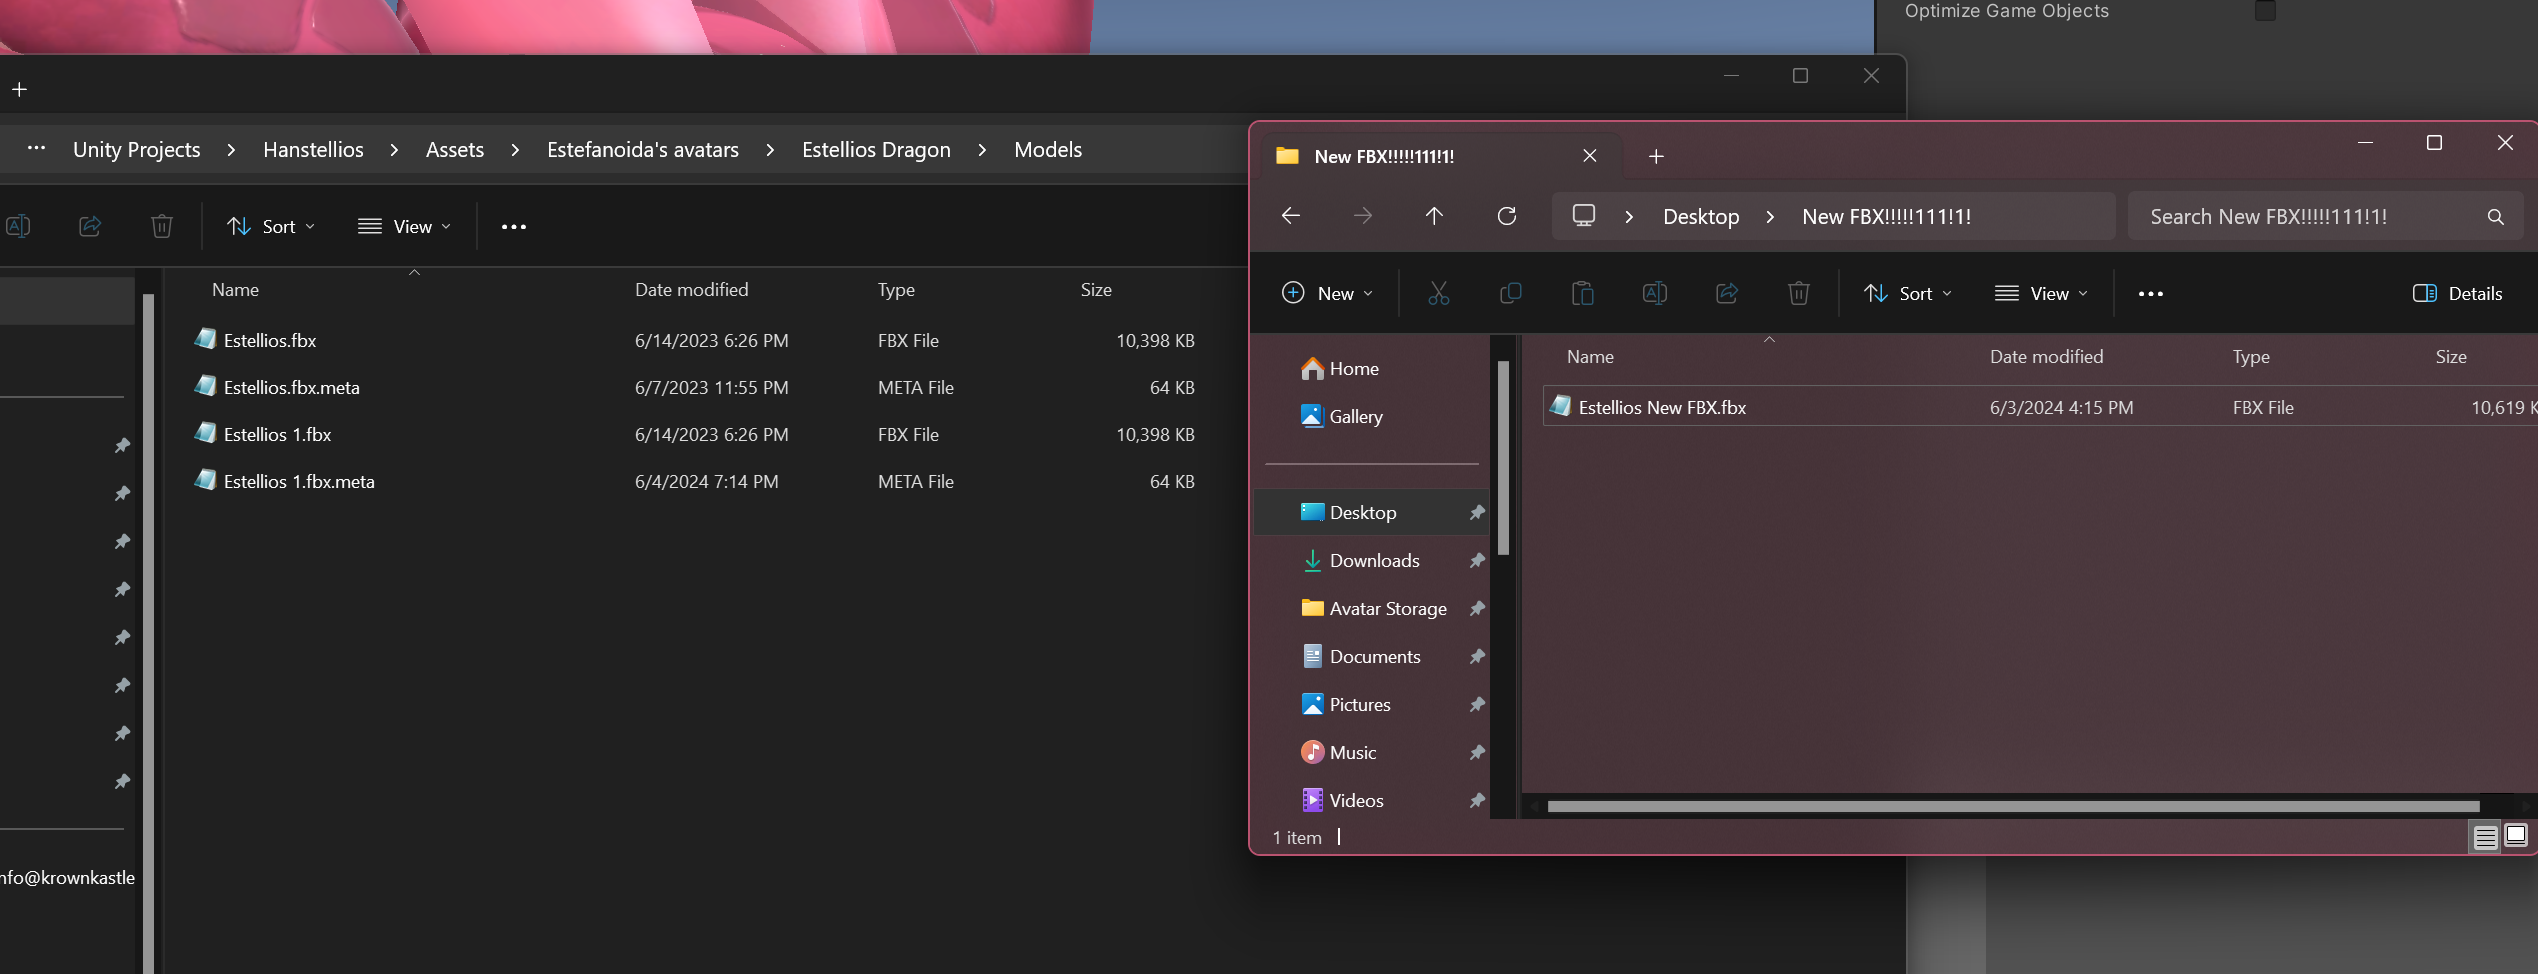 Optimize Game Objects
Unity Projects > Hanstellios > Assets > Estefanoida's avatars > Estellios Dragon > Models
Sort View
Name Date modified Type Size
Estellios.fbx 6/14/2023 6:26 PM FBX File 10,398 KB
Estellios.fbx.meta 6/7/2023 11:55 PM META File 64 KB
Estellios 1.fbx 6/14/2023 6:26 PM FBX File 10,398 KB
Estellios 1.fbx.meta 6/4/2024 7:14 PM META File 64 KB
nfo@krownkastle
New FBX!!!!!111!1!
Desktop > New FBX!!!!!111!1! Search New FBX!!!!!111!1!
New Sort View Details
Home
Gallery
Desktop
Downloads
Avatar Storage
Documents
Pictures
Music
Videos
Name Date modified Type Size
Estellios New FBX.fbx 6/3/2024 4:15 PM FBX File 10,619 K
1 item